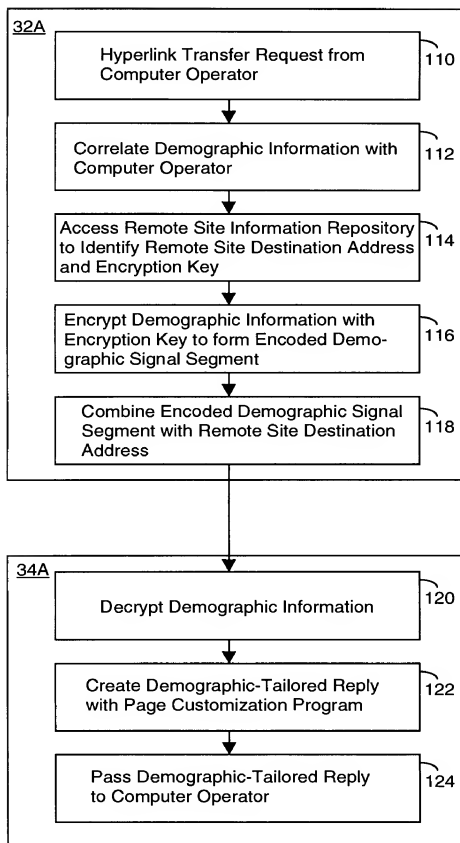 32A
Hyperlink Transfer Request from
Computer Operator
110
Correlate Demographic Information with
Computer Operator
112
Access Remote Site Information Repository
to Identify Remote Site Destination Address
and Encryption Key
114
Encrypt Demographic Information with
Encryption Key to form Encoded Demo-
graphic Signal Segment
116
Combine Encoded Demographic Signal
Segment with Remote Site Destination
Address
118
34A
Decrypt Demographic Information
120
Create Demographic-Tailored Reply
with Page Customization Program
122
Pass Demographic-Tailored Reply
to Computer Operator
124